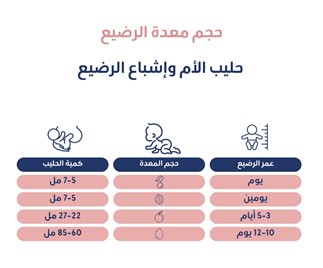 حجم معدة الرضيع
حليب الأم وإشباع الرضيع
عمر الرضيع حجم المعدة كمية الحليب
يوم 5-7 مل
يومين 5-7 مل
3-5 أيام 22-27 مل
10-12 يوم 60-85 مل